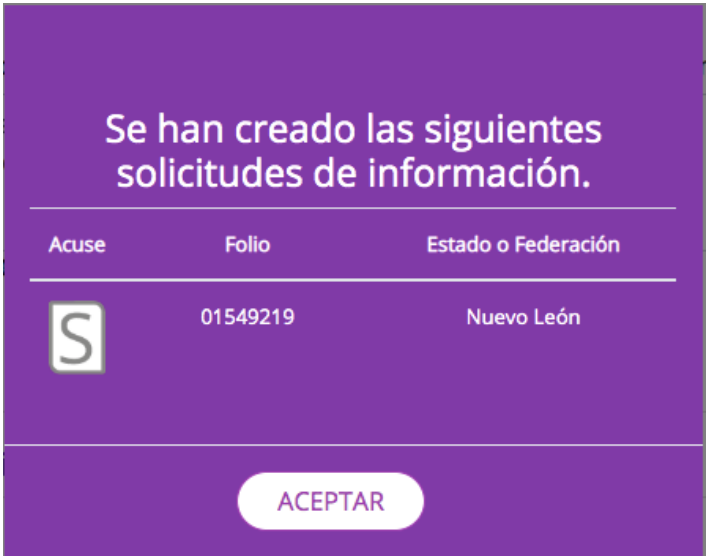 Se han creado las siguientes
solicitudes de información.
Acuse Folio Estado o Federación
S 01549219 Nuevo León
ACEPTAR